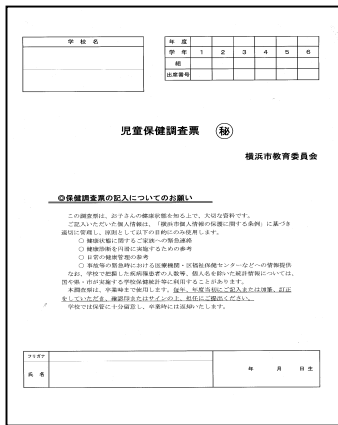 学校名
年度
学年 1 2 3 4 5 6
組
出席番号
児童保健調査票 ㊙
横浜市教育委員会
◎保健調査票の記入についてのお願い
この調査票は、お子さんの健康状態を知る上で、大切な資料です。
ご記入いただいた個人情報は、「横浜市個人情報の保護に関する条例」に基づき
適切に管理し、原則として以下の目的にのみ使用します。
○ 健康状態に関するご家族への緊急連絡
○ 健康診断を円滑に実施するための参考
○ 日常の健康管理の参考
○ 事故等の緊急時における医療機関・区福祉保健センターなどへの情報提供
なお、学校で把握した疾病罹患者の人数等、個人名を除いた統計情報については、
国や県・市が実施する学校保健統計等に利用することがあります。
本調査票は、卒業時まで使用します。毎年、年度当初にご記入または加筆、訂正
をしていただき、確認印またはサインの上、担任にご提出ください。
学校では保管に十分留意し、卒業時には返却いたします。
フリガナ
氏名
年 月 日生